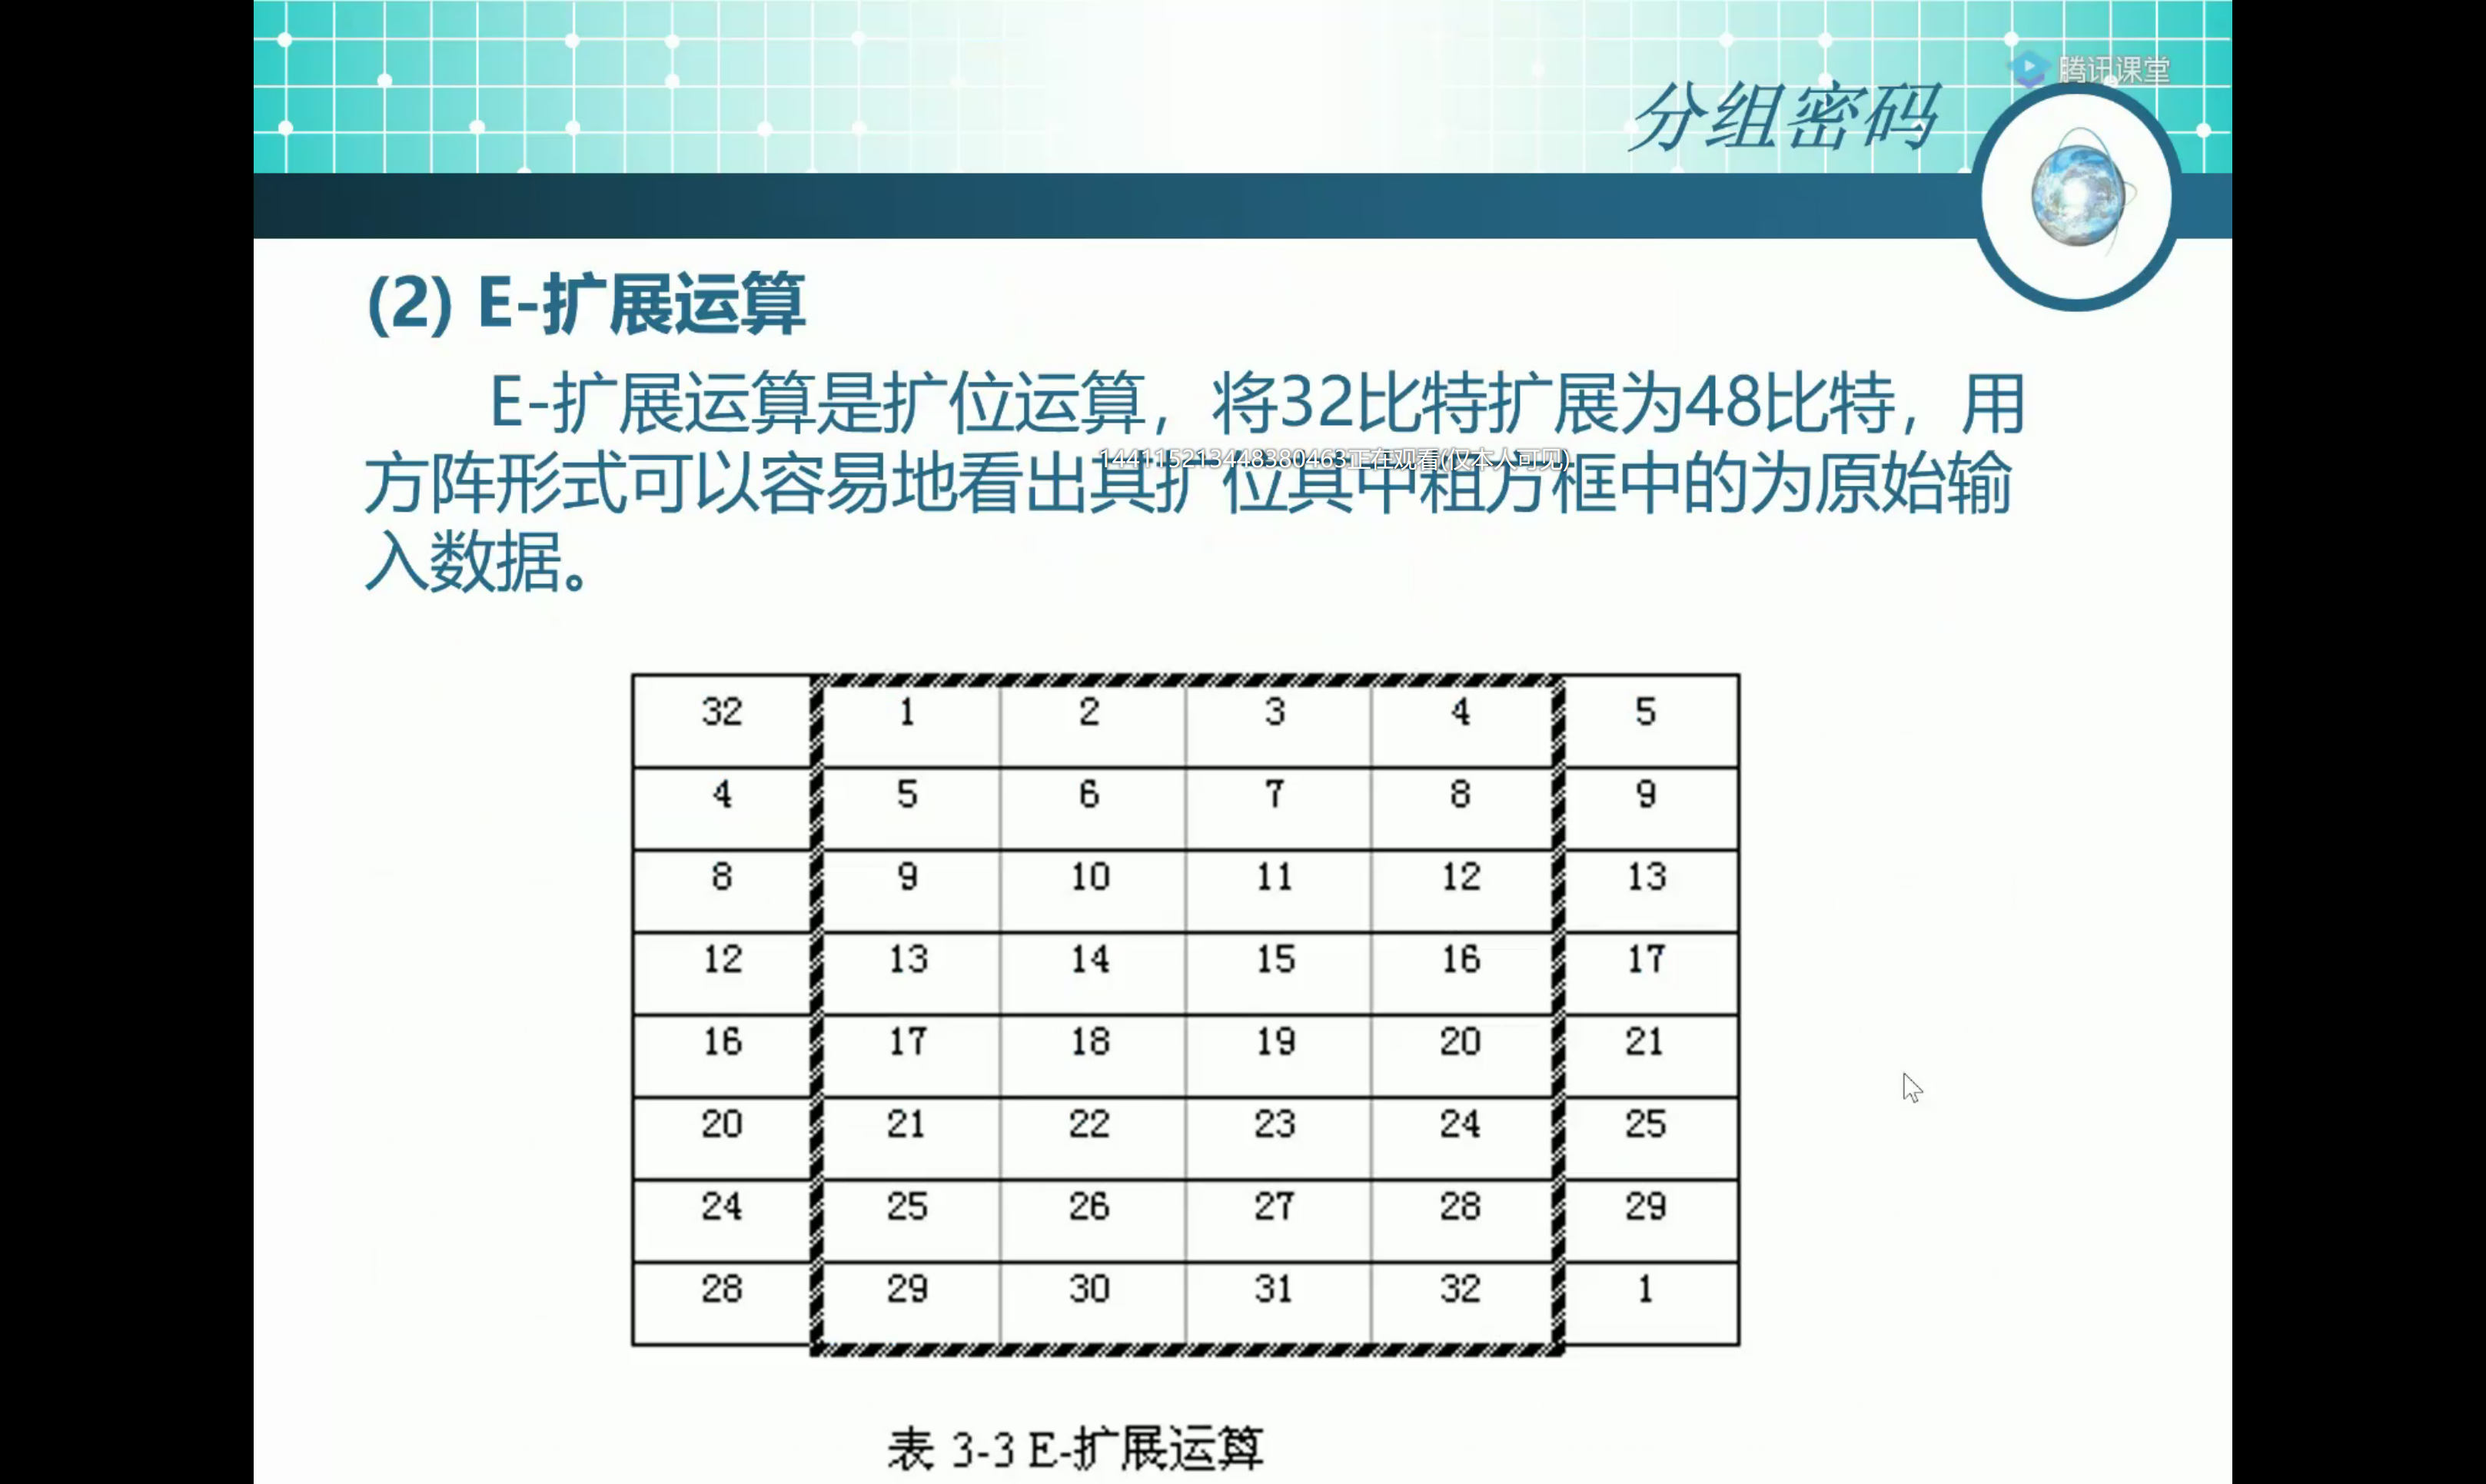 腾讯课堂
分组密码
(2) E-扩展运算
E-扩展运算是扩位运算，将32比特扩展为48比特，用
144115213448380463正在观看(仅本人可见)
方阵形式可以容易地看出其扩位其中粗方框中的为原始输
入数据。
32 1 2 3 4 5
4 5 6 7 8 9
8 9 10 11 12 13
12 13 14 15 16 17
16 17 18 19 20 21
20 21 22 23 24 25
24 25 26 27 28 29
28 29 30 31 32 1
表 3-3 E-扩展运算